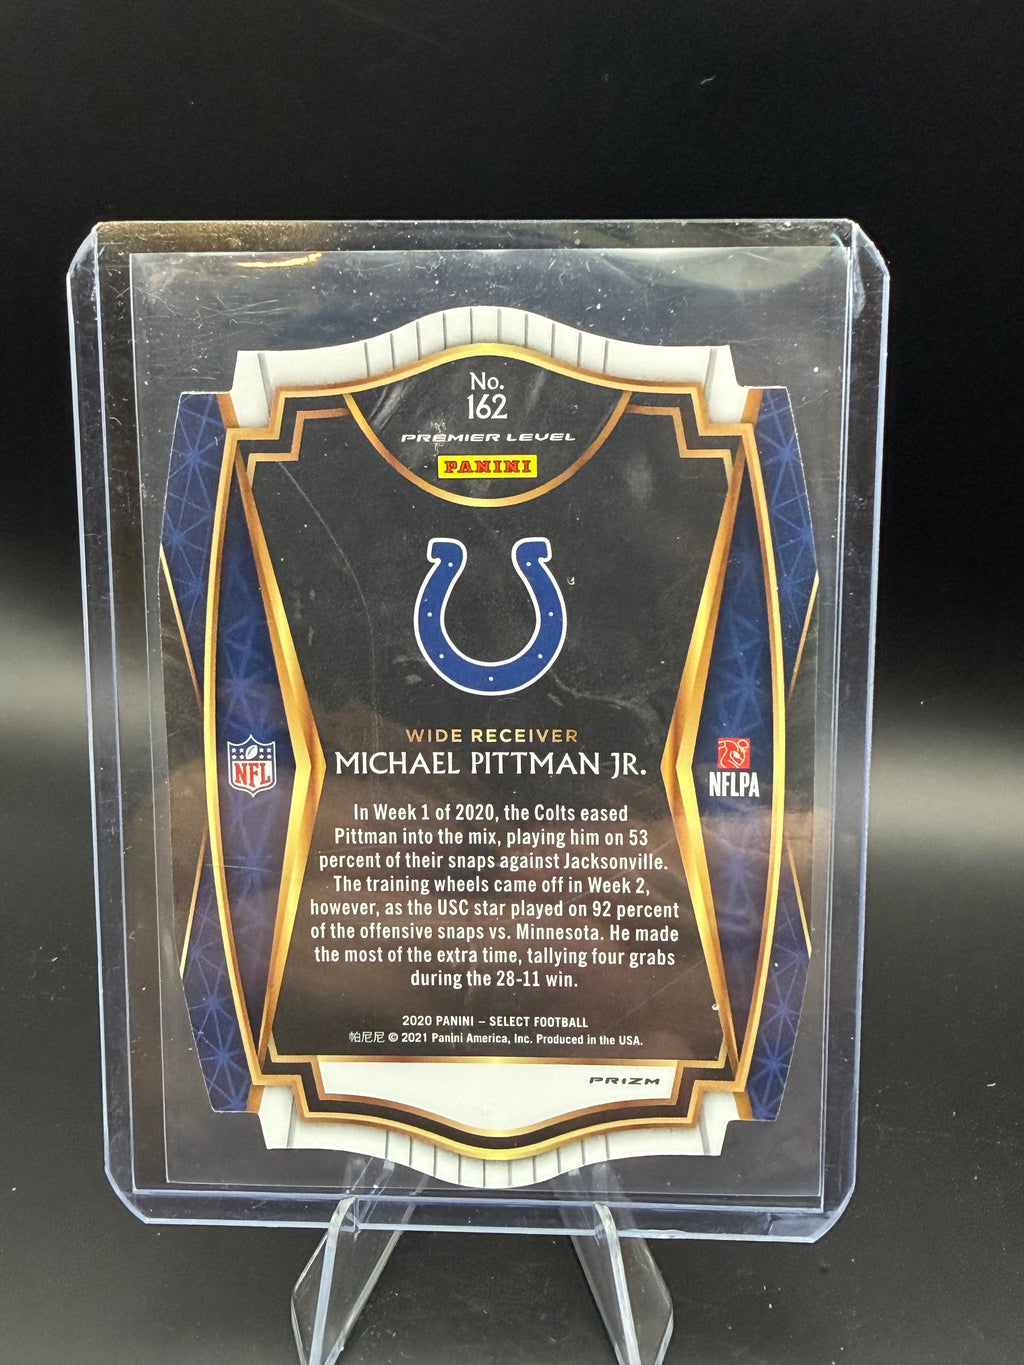 No.
162
PREMIER LEVEL
PANINI
WIDE RECEIVER
MICHAEL PITTMAN JR.
NFL
NFLPA
In Week 1 of 2020, the Colts eased
Pittman into the mix, playing him on 53
percent of their snaps against Jacksonville.
The training wheels came off in Week 2,
however, as the USC star played on 92 percent
of the offensive snaps vs. Minnesota. He made
the most of the extra time, tallying four grabs
during the 28-11 win.
2020 PANINI – SELECT FOOTBALL
帕尼尼 © 2021 Panini America, Inc. Produced in the USA.
PRIZM